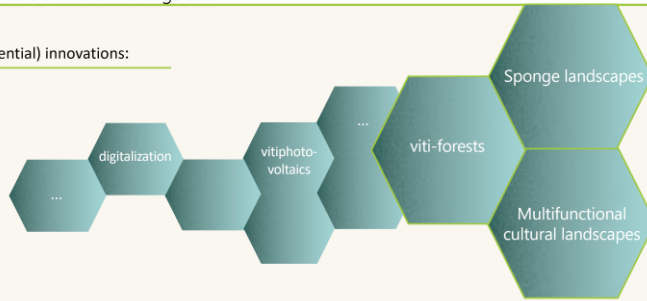 ential) innovations:
Sponge landscapes
...
digitalization
vitiphoto-
voltaics
viti-forests
...
Multifunctional
cultural landscapes